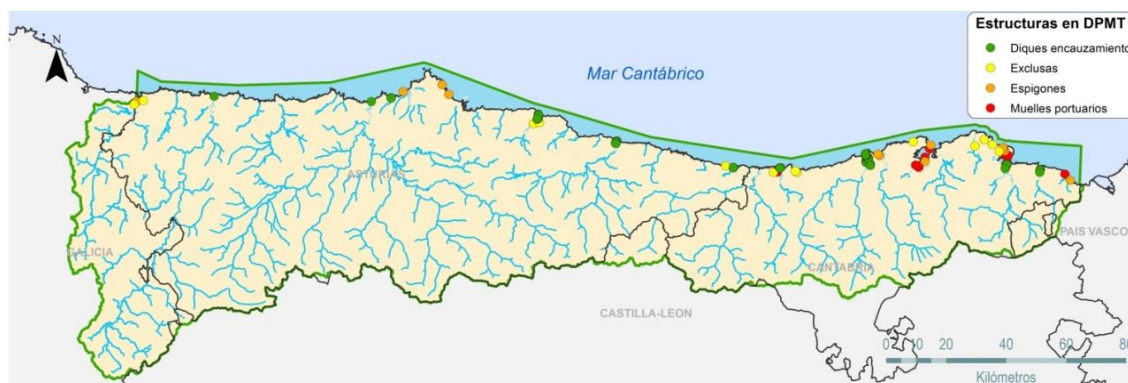 Estructuras en DPMT
Diques encauzamiento
Exclusas
Espigones
Muelles portuarios
N
Mar Cantábrico
ASTURIAS
GALICIA
PAIS VASCO
CANTABRIA
CASTILLA-LEON
0 5 10 20 40 60 80
Kilómetros